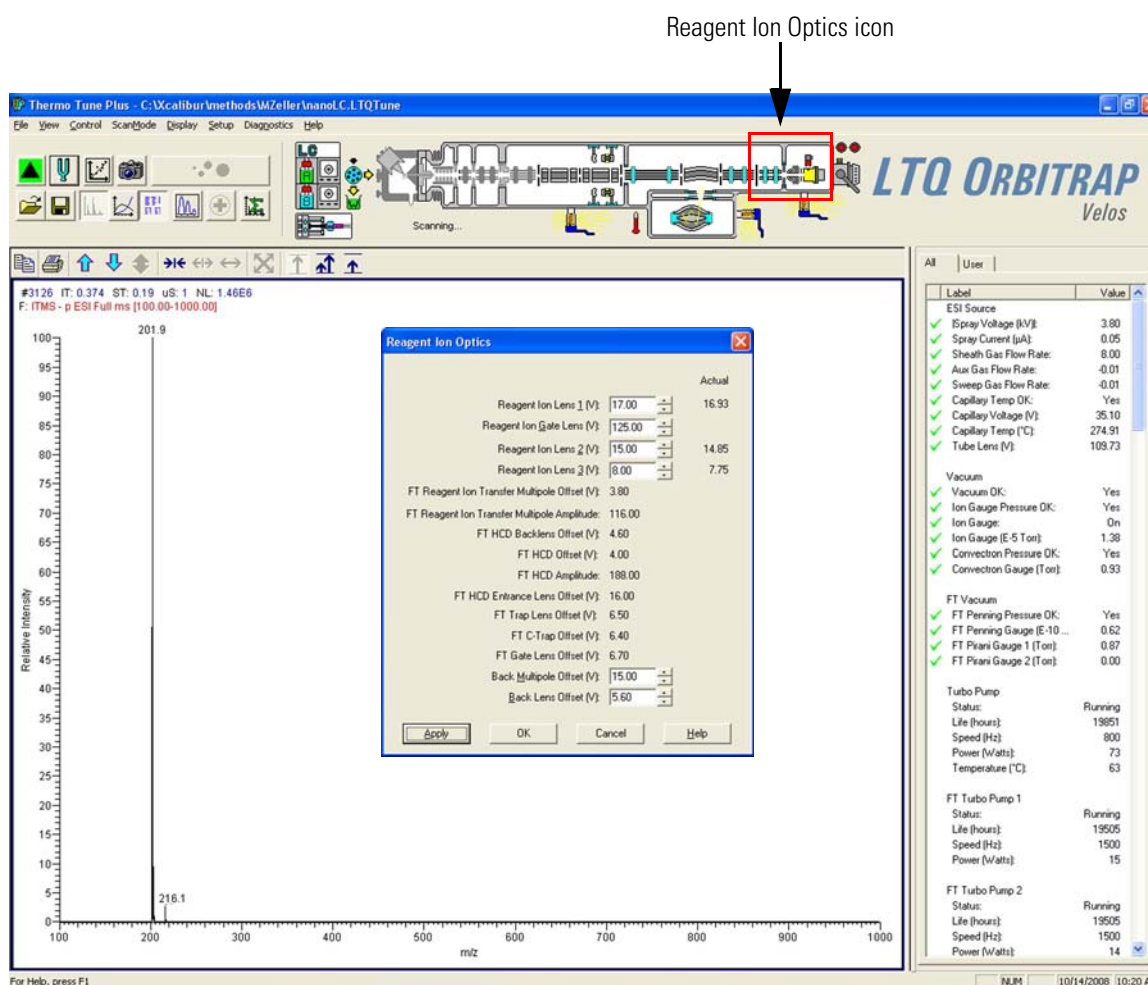 Reagent Ion Optics icon
Thermo Tune Plus - C:\Xcalibur\methods\MZeller\nanoLC.LTQTune
File View Control ScanMode Display Setup Diagnostics Help
LC
Scanning...
LTQ ORBITRAP
Velos
#3126 IT: 0.374 ST: 0.19 uS: 1 NL: 1.46E6
F: ITMS - p ESI Full ms [100.00-1000.00]
201.9
216.1
Relative Intensity
100
95
90
85
80
75
70
65
60
55
50
45
40
35
30
25
20
15
10
5
0
100 200 300 400 500 600 700 800 900 1000
m/z
Reagent Ion Optics
Actual
Reagent Ion Lens 1 (V): 17.00 16.93
Reagent Ion Gate Lens (V): 125.00
Reagent Ion Lens 2 (V): 15.00 14.85
Reagent Ion Lens 3 (V): 8.00 7.75
FT Reagent Ion Transfer Multipole Offset (V): 3.80
FT Reagent Ion Transfer Multipole Amplitude: 116.00
FT HCD Backlens Offset (V): 4.60
FT HCD Offset (V): 4.00
FT HCD Amplitude: 188.00
FT HCD Entrance Lens Offset (V): 16.00
FT Trap Lens Offset (V): 6.50
FT C-Trap Offset (V): 6.40
FT Gate Lens Offset (V): 6.70
Back Multipole Offset (V): 15.00
Back Lens Offset (V): 5.60
Apply OK Cancel Help
All User
Label Value
ESI Source
|Spray Voltage (kV)|: 3.80
Spray Current (µA): 0.05
Sheath Gas Flow Rate: 8.00
Aux Gas Flow Rate: -0.01
Sweep Gas Flow Rate: -0.01
Capillary Temp OK: Yes
Capillary Voltage (V): 35.10
Capillary Temp (°C): 274.91
Tube Lens (V): 109.73
Vacuum
Vacuum OK: Yes
Ion Gauge Pressure OK: Yes
Ion Gauge: On
Ion Gauge (E-5 Torr): 1.38
Convectron Pressure OK: Yes
Convectron Gauge (Torr): 0.93
FT Vacuum
FT Penning Pressure OK: Yes
FT Penning Gauge (E-10 ... 0.62
FT Pirani Gauge 1 (Torr): 0.87
FT Pirani Gauge 2 (Torr): 0.00
Turbo Pump
Status: Running
Life (hours): 19851
Speed (Hz): 800
Power (Watts): 73
Temperature (°C): 63
FT Turbo Pump 1
Status: Running
Life (hours): 19505
Speed (Hz): 1500
Power (Watts): 15
FT Turbo Pump 2
Status: Running
Life (hours): 19505
Speed (Hz): 1500
Power (Watts): 14
For Help, press F1
NUM 10/14/2008 10:20 A